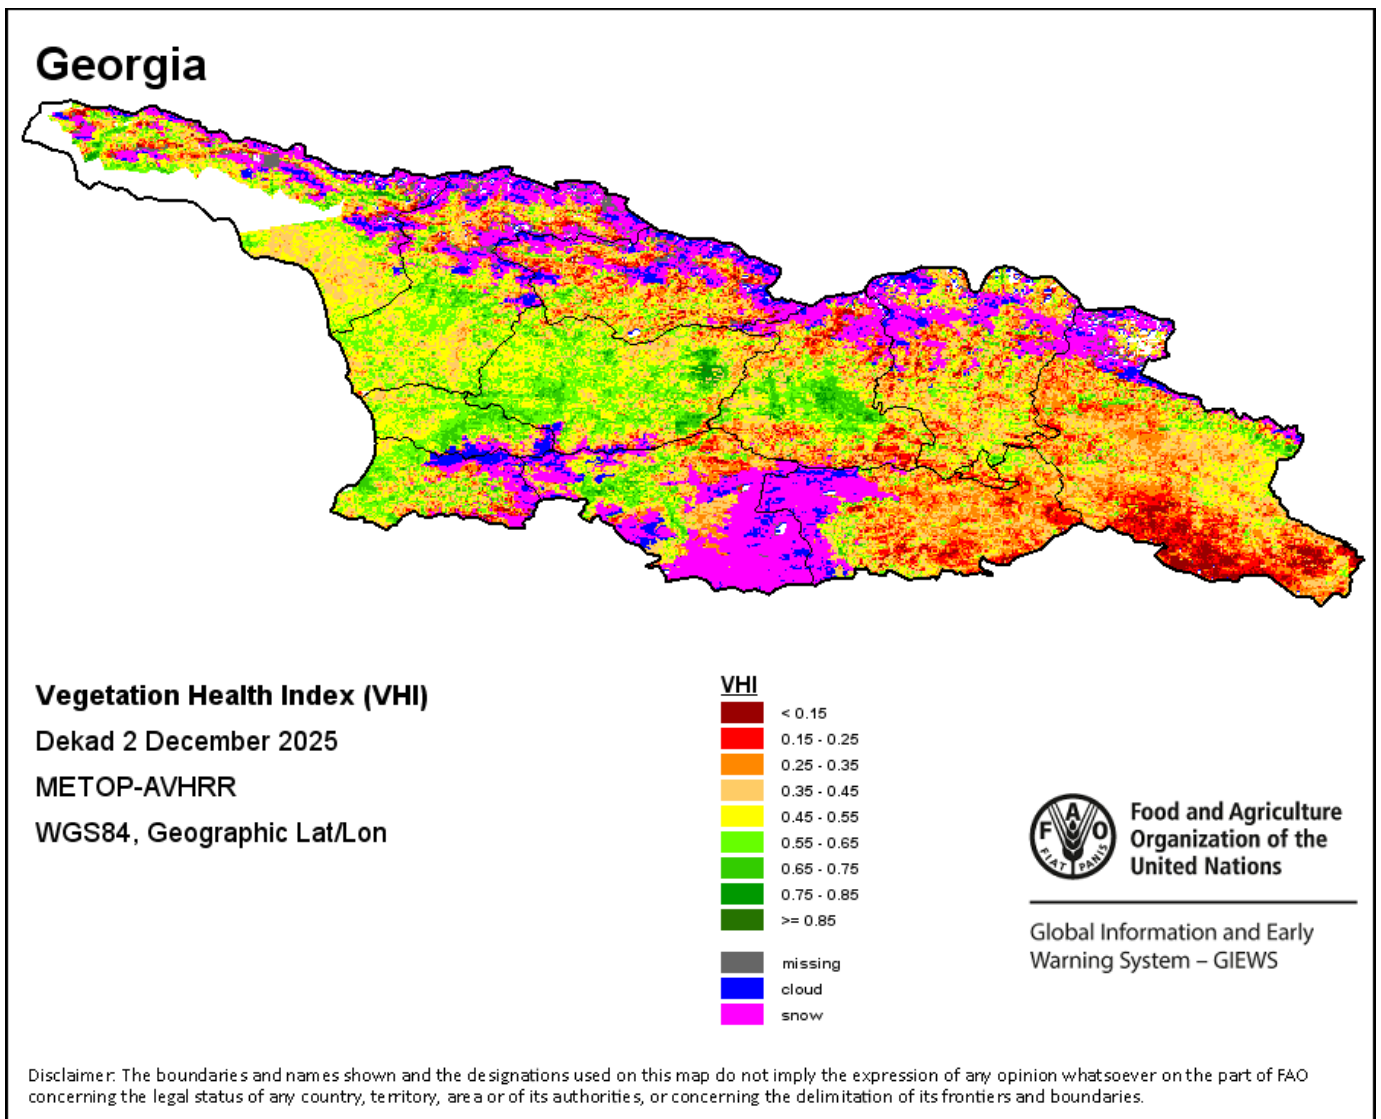 Georgia
Vegetation Health Index (VHI)
Dekad 2 December 2025
METOP-AVHRR
WGS84, Geographic Lat/Lon
VHI
< 0.15
0.15 - 0.25
0.25 - 0.35
0.35 - 0.45
0.45 - 0.55
0.55 - 0.65
0.65 - 0.75
0.75 - 0.85
>= 0.85
missing
cloud
snow
F A O
FIAT PANIS
Food and Agriculture
Organization of the
United Nations
Global Information and Early
Warning System – GIEWS
Disclaimer: The boundaries and names shown and the designations used on this map do not imply the expression of any opinion whatsoever on the part of FAO
concerning the legal status of any country, territory, area or of its authorities, or concerning the delimitation of its frontiers and boundaries.